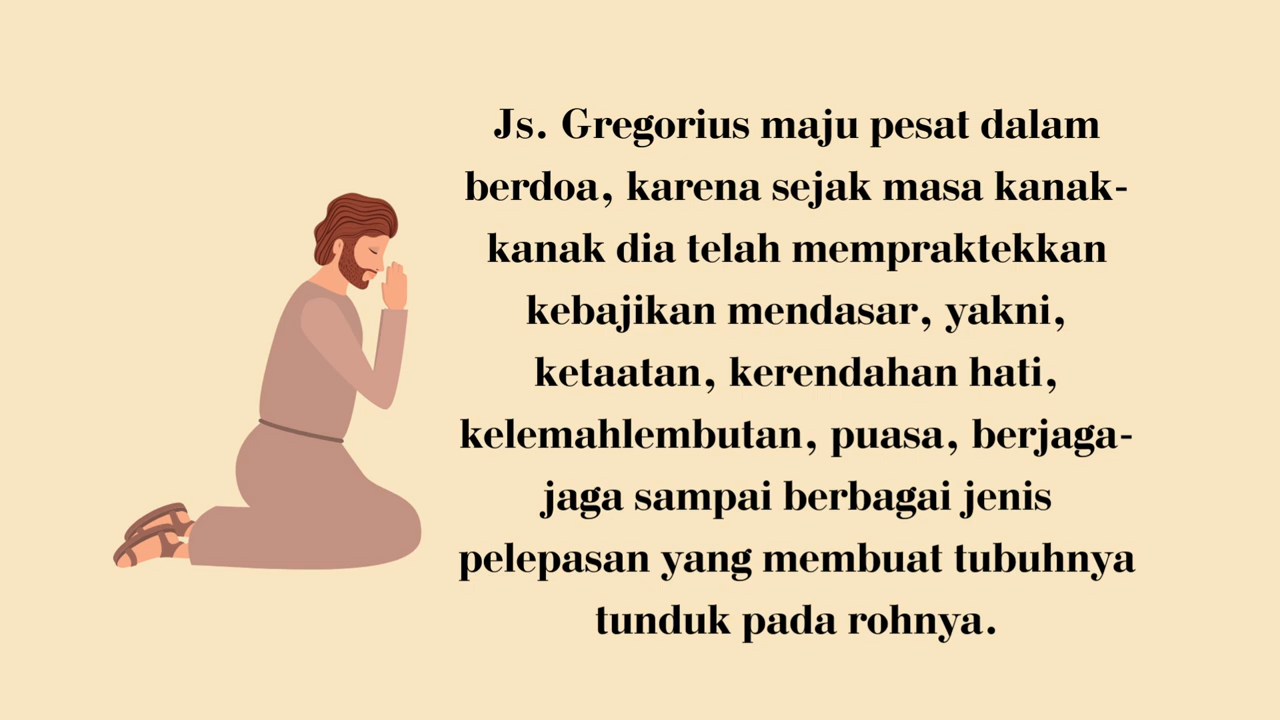 Js. Gregorius maju pesat dalam
berdoa, karena sejak masa kanak-
kanak dia telah mempraktekkan
kebajikan mendasar, yakni,
ketaatan, kerendahan hati,
kelemahlembutan, puasa, berjaga-
jaga sampai berbagai jenis
pelepasan yang membuat tubuhnya
tunduk pada rohnya.